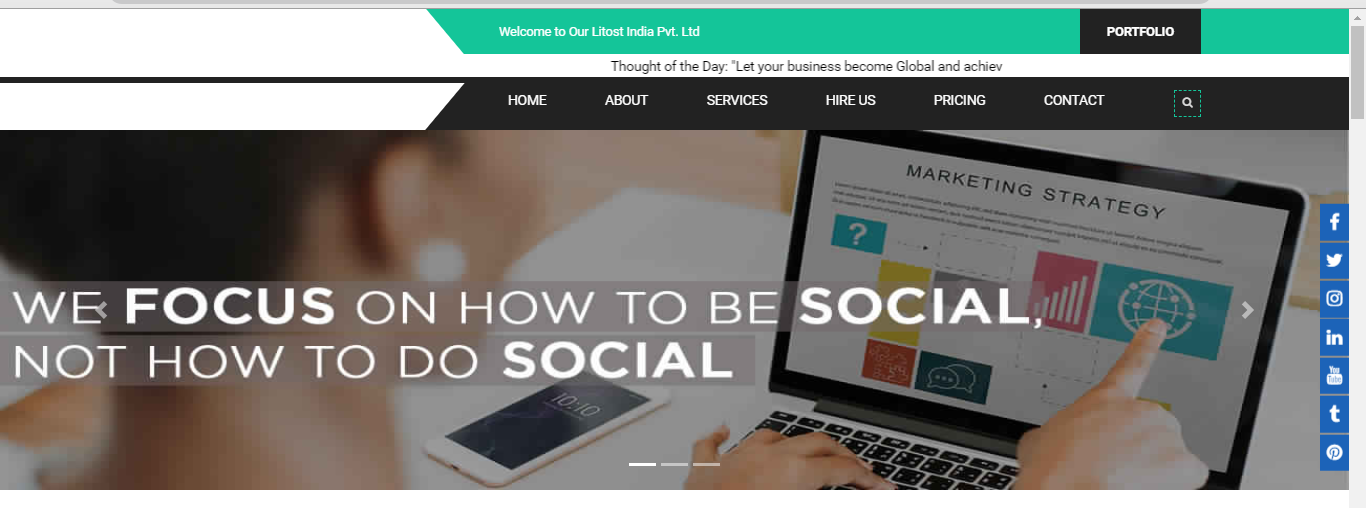 Welcome to Our Litost India Pvt. Ltd
PORTFOLIO
Thought of the Day: "Let your business become Global and achiev
HOME ABOUT SERVICES HIRE US PRICING CONTACT
MARKETING STRATEGY
?
WE FOCUS ON HOW TO BE SOCIAL,
NOT HOW TO DO SOCIAL
10:10
You
Tube